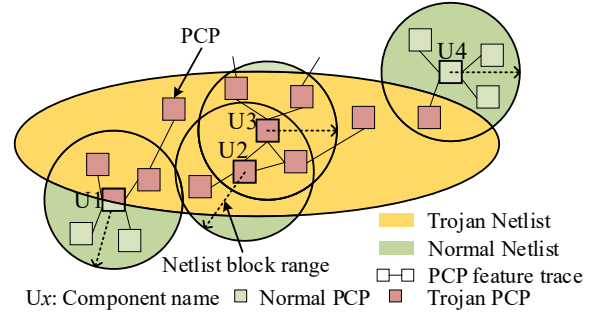 PCP
U4
U3
U2
U1
Trojan Netlist
Normal Netlist
Netlist block range
PCP feature trace
Ux: Component name Normal PCP Trojan PCP